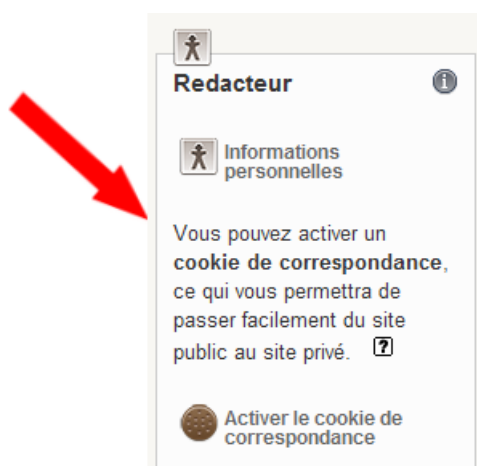 Redacteur
Informations
personnelles
Vous pouvez activer un
cookie de correspondance,
ce qui vous permettra de
passer facilement du site
public au site privé. ?
Activer le cookie de
correspondance